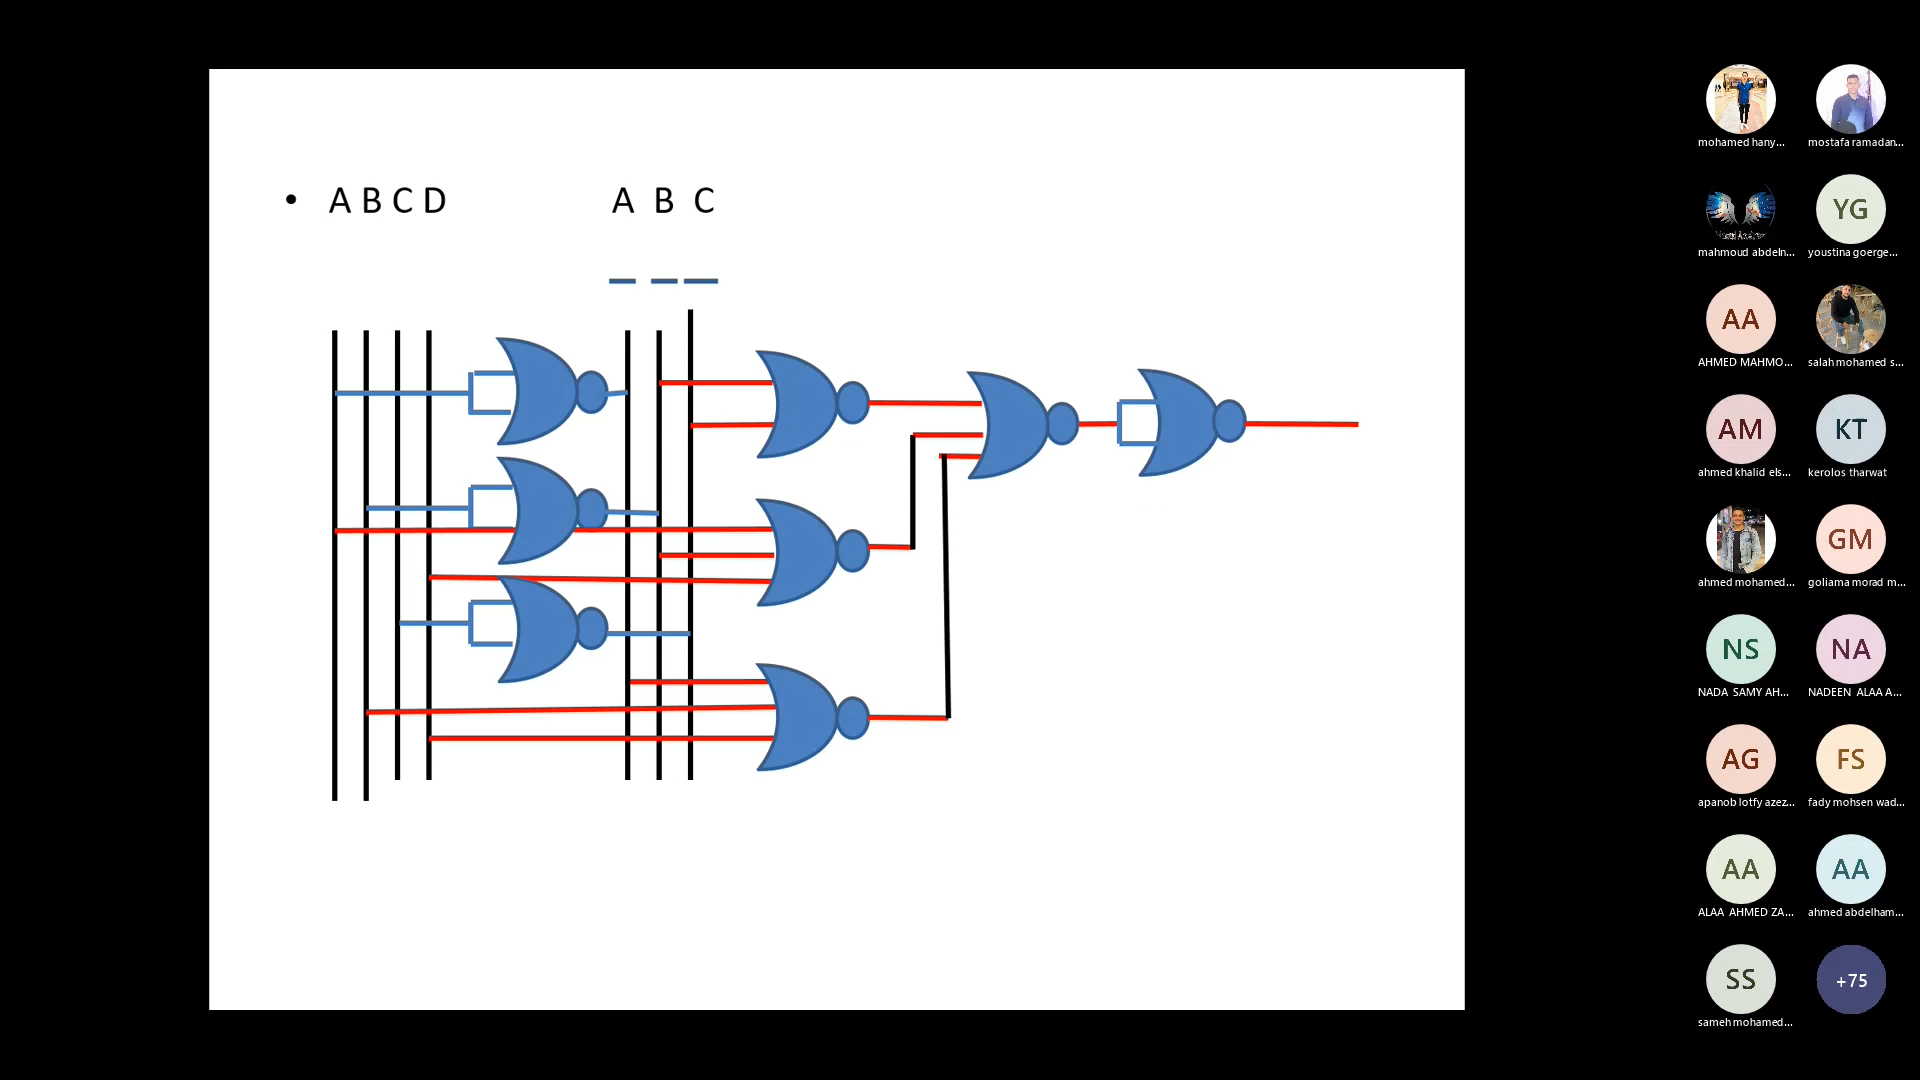 • A B C D A B C
mohamed hany...
mostafa ramadan...
mahmoud abdeln...
YG
youstina goerge...
AA
AHMED MAHMO...
salah mohamed s...
AM
ahmed khalid els...
KT
kerolos tharwat
ahmed mohamed...
GM
goliama morad m...
NS
NADA SAMY AH...
NA
NADEEN ALAA A...
AG
apanob lotfy azez...
FS
fady mohsen wad...
AA
ALAA AHMED ZA...
AA
ahmed abdelham...
SS
sameh mohamed...
+75